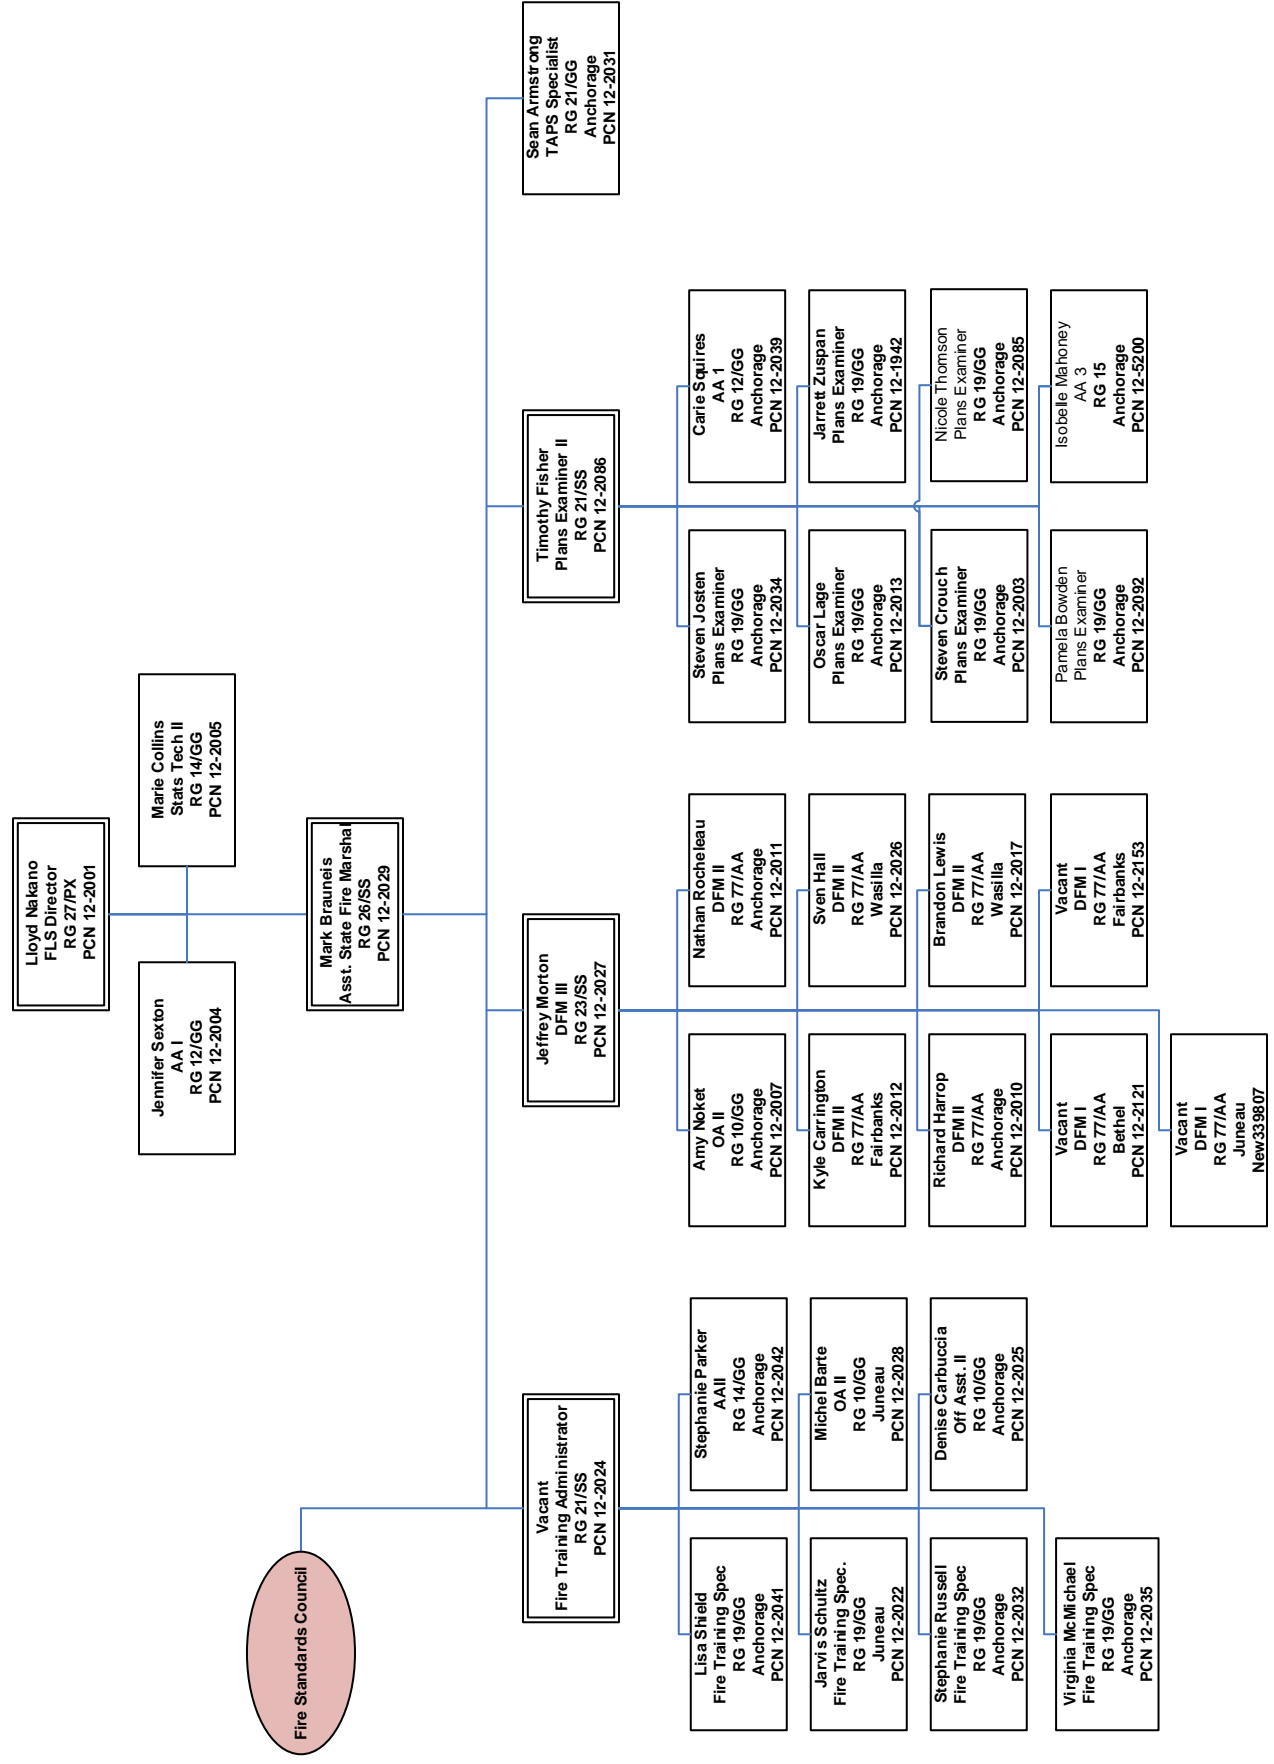 Lloyd Nakano
FLS Director
RG 27/PX
PCN 12-2001
Jennifer Sexton
AA I
RG 12/GG
PCN 12-2004
Marie Collins
Stats Tech II
RG 14/GG
PCN 12-2005
Mark Brauneis
Asst. State Fire Marshal
RG 26/SS
PCN 12-2029
Fire Standards Council
Vacant
Fire Training Administrator
RG 21/SS
PCN 12-2024
Jeffrey Morton
DFM III
RG 23/SS
PCN 12-2027
Timothy Fisher
Plans Examiner II
RG 21/SS
PCN 12-2086
Sean Armstrong
TAPS Specialist
RG 21/GG
Anchorage
PCN 12-2031
Lisa Shield
Fire Training Spec
RG 19/GG
Anchorage
PCN 12-2041
Stephanie Parker
AAII
RG 14/GG
Anchorage
PCN 12-2042
Jarvis Schultz
Fire Training Spec.
RG 19/GG
Juneau
PCN 12-2022
Michel Barte
OA II
RG 10/GG
Juneau
PCN 12-2028
Stephanie Russell
Fire Training Spec
RG 19/GG
Anchorage
PCN 12-2032
Denise Carbuccia
Off Asst. II
RG 10/GG
Anchorage
PCN 12-2025
Virginia McMichael
Fire Training Spec
RG 19/GG
Anchorage
PCN 12-2035
Amy Noket
OA II
RG 10/GG
Anchorage
PCN 12-2007
Nathan Rocheleau
DFM II
RG 77/AA
Anchorage
PCN 12-2011
Kyle Carrington
DFM II
RG 77/AA
Fairbanks
PCN 12-2012
Sven Hall
DFM II
RG 77/AA
Wasilla
PCN 12-2026
Richard Harrop
DFM II
RG 77/AA
Anchorage
PCN 12-2010
Brandon Lewis
DFM II
RG 77/AA
Wasilla
PCN 12-2017
Vacant
DFM I
RG 77/AA
Bethel
PCN 12-2121
Vacant
DFM I
RG 77/AA
Fairbanks
PCN 12-2153
Vacant
DFM I
RG 77/AA
Juneau
New339807
Steven Josten
Plans Examiner
RG 19/GG
Anchorage
PCN 12-2034
Carie Squires
AA 1
RG 12/GG
Anchorage
PCN 12-2039
Oscar Lage
Plans Examiner
RG 19/GG
Anchorage
PCN 12-2013
Jarrett Zuspan
Plans Examiner
RG 19/GG
Anchorage
PCN 12-1942
Steven Crouch
Plans Examiner
RG 19/GG
Anchorage
PCN 12-2003
Nicole Thomson
Plans Examiner
RG 19/GG
Anchorage
PCN 12-2085
Pamela Bowden
Plans Examiner
RG 19/GG
Anchorage
PCN 12-2092
Isobelle Mahoney
AA 3
RG 15
Anchorage
PCN 12-5200